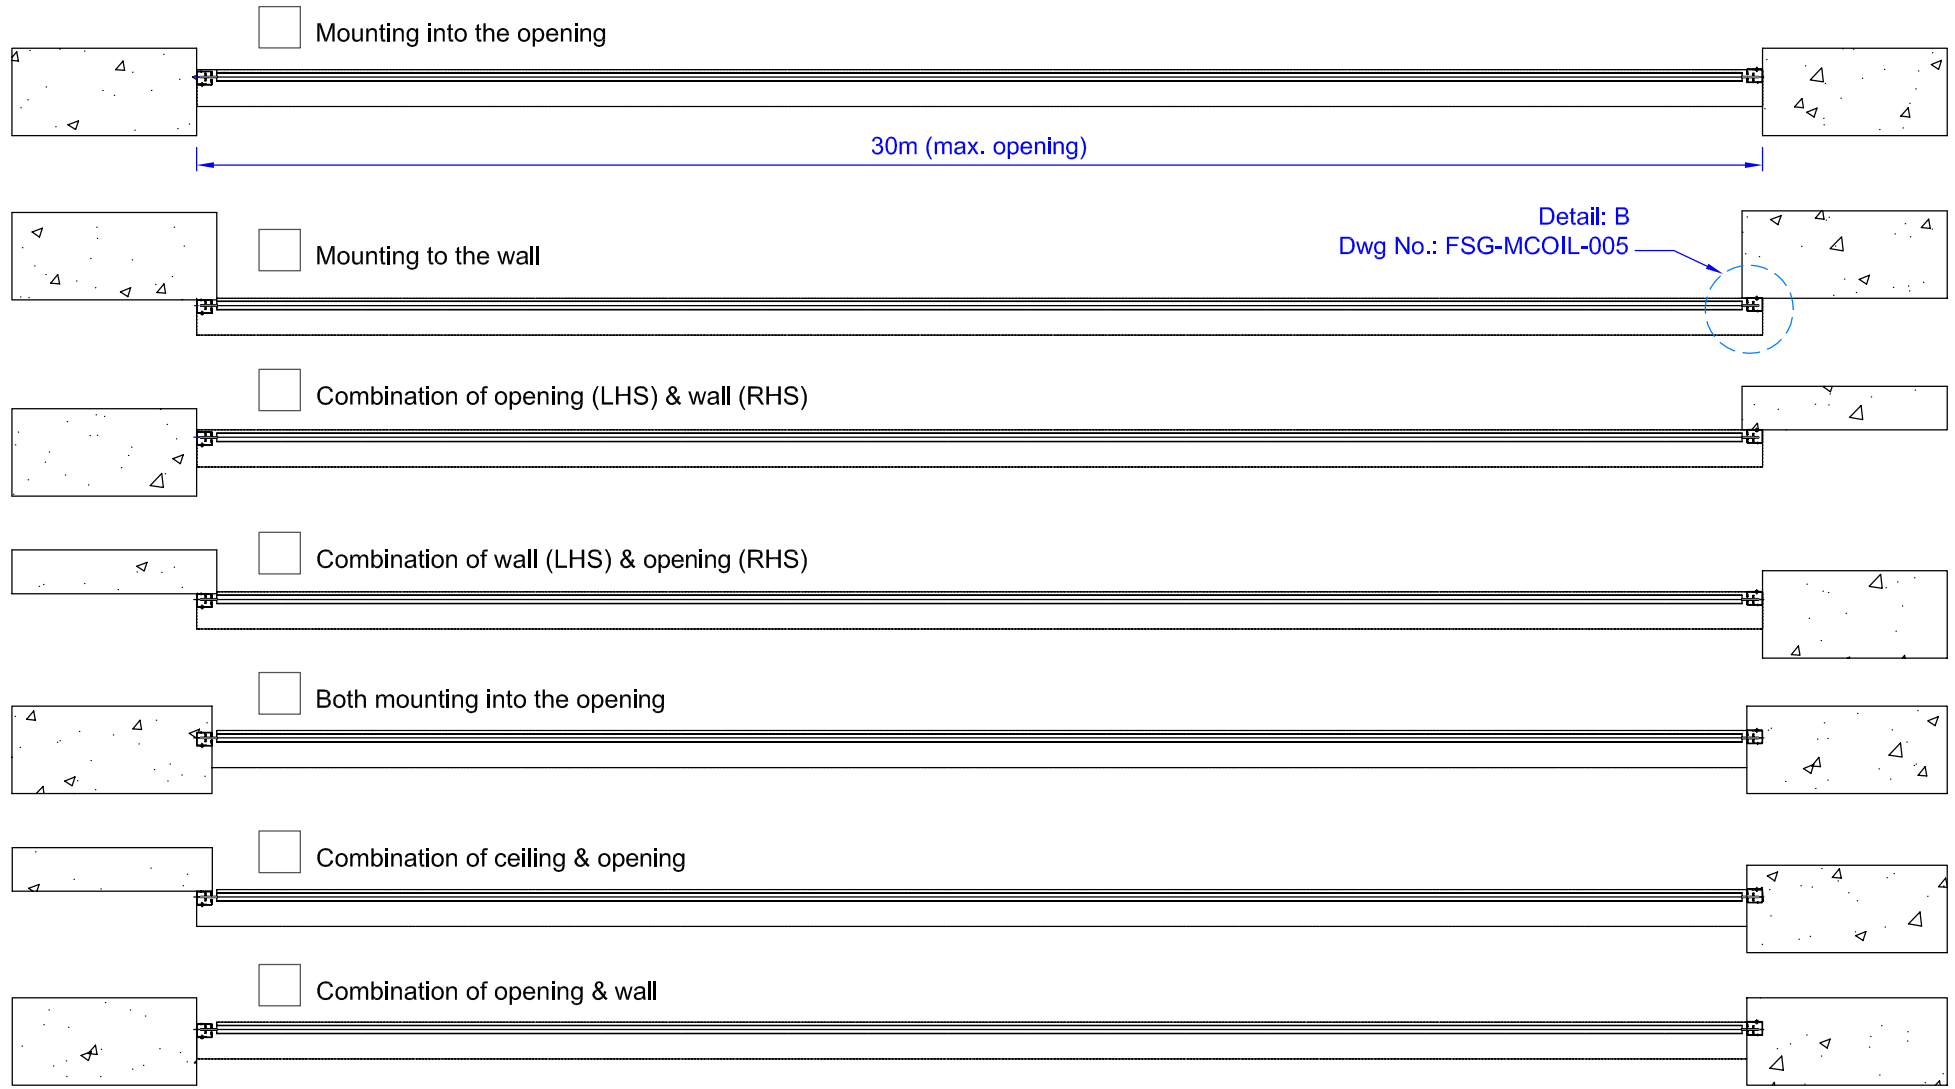 Mounting into the opening
30m (max. opening)
Detail: B
Dwg No.: FSG-MCOIL-005
Mounting to the wall
Combination of opening (LHS) & wall (RHS)
Combination of wall (LHS) & opening (RHS)
Both mounting into the opening
Combination of ceiling & opening
Combination of opening & wall